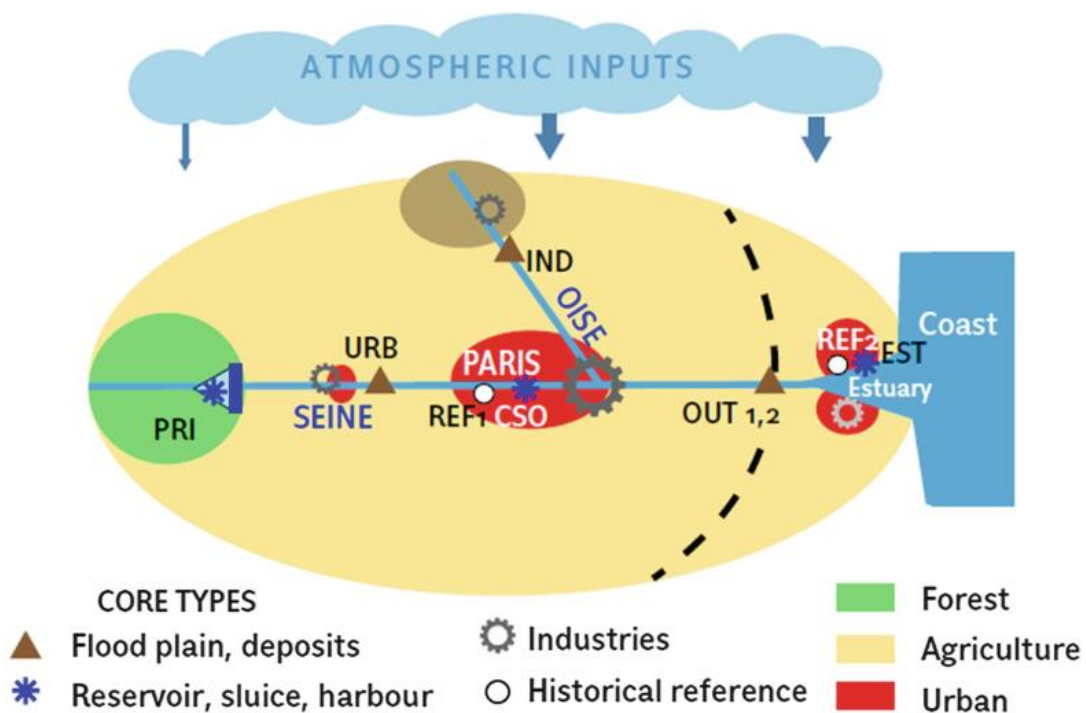 ATMOSPHERIC INPUTS
IND
OISE
Coast
REF2
EST
URB
PARIS
Estuary
SEINE
REF1
CSO
OUT 1,2
PRI
CORE TYPES
Flood plain, deposits
Reservoir, sluice, harbour
Industries
Historical reference
Forest
Agriculture
Urban